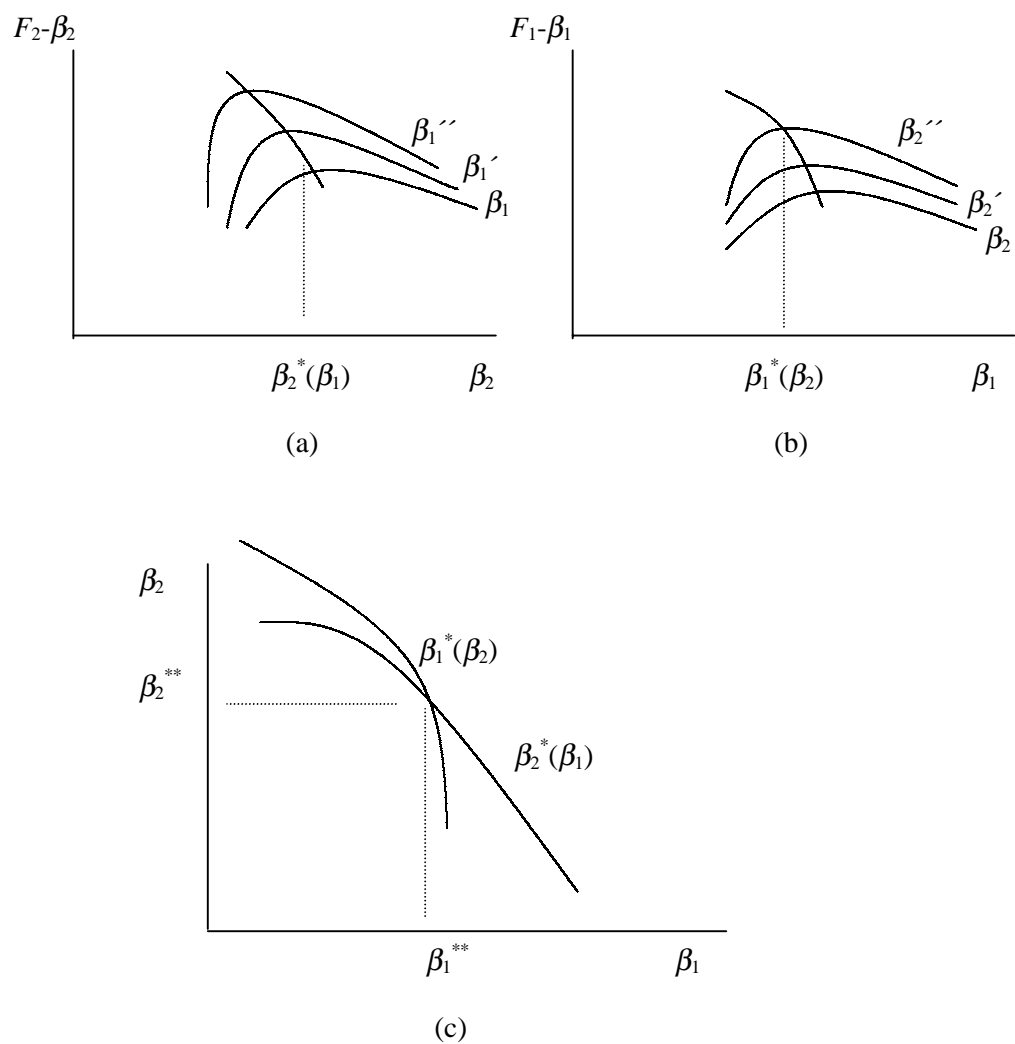 F₂-β₂
β₁´´
β₁´
β₁
β₂*(β₁)
β₂
(a)
F₁-β₁
β₂´´
β₂´
β₂
β₁*(β₂)
β₁
(b)
β₂
β₁*(β₂)
β₂**
β₂*(β₁)
β₁**
β₁
(c)